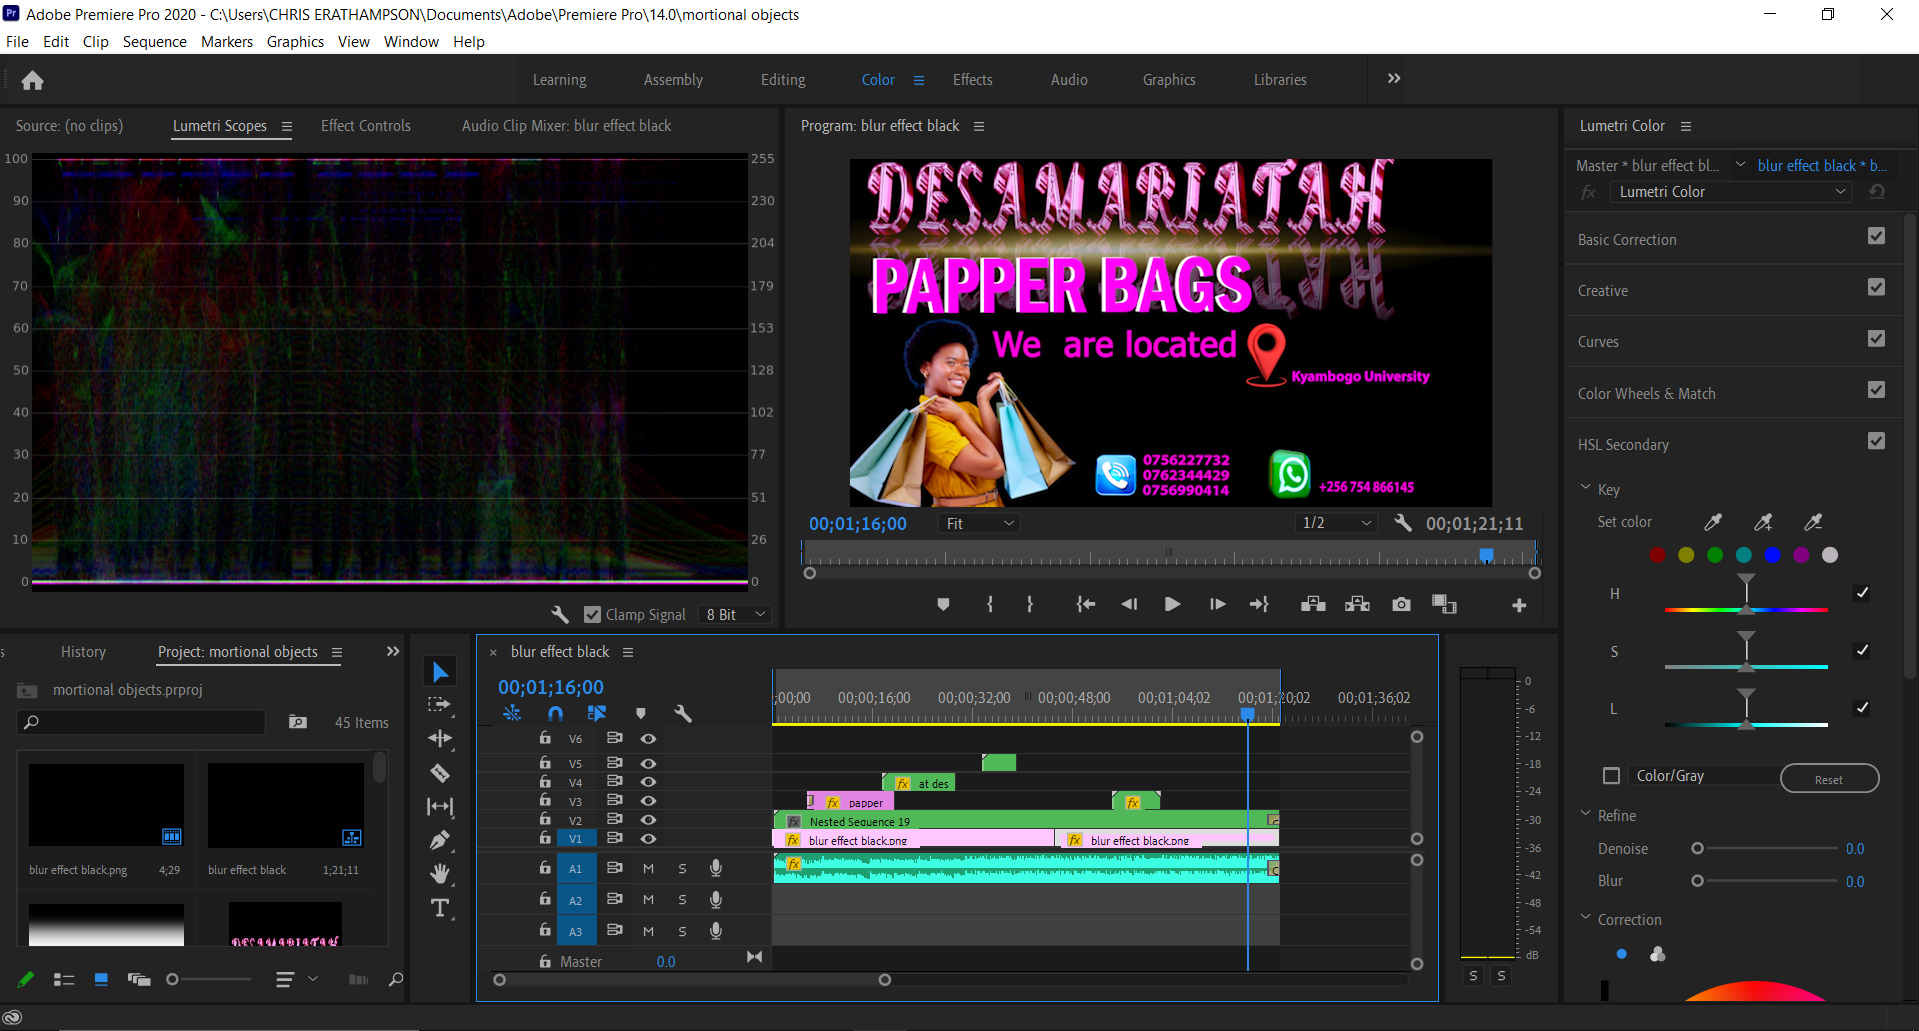 Adobe Premiere Pro 2020 - C:\Users\CHRIS ERATHAMPSON\Documents\Adobe\Premiere Pro\14.0\mortional objects
File Edit Clip Sequence Markers Graphics View Window Help
Learning Assembly Editing Color Effects Audio Graphics Libraries
Source: (no clips) Lumetri Scopes Effect Controls Audio Clip Mixer: blur effect black
100 255
90 230
80 204
70 179
60 153
50 128
40 102
30 77
20 51
10 26
0 0
Clamp Signal 8 Bit
Program: blur effect black
DESAMARIATAH
PAPPER BAGS
We are located
Kyambogo University
0756227732
0762344429
0756990414
+256 754 866145
00;01;16;00 Fit 1/2 00;01;21;11
Lumetri Color
Master * blur effect bl... blur effect black * b...
fx Lumetri Color
Basic Correction
Creative
Curves
Color Wheels & Match
HSL Secondary
Key
Set color
H
S
L
Color/Gray Reset
Refine
Denoise 0.0
Blur 0.0
Correction
s History Project: mortional objects
mortional objects.prproj
45 Items
blur effect black.png 4;29 blur effect black 1;21;11
DESAMARIATAH
blur effect black
00;01;16;00
;00;00 00;00;16;00 00;00;32;00 00;00;48;00 00;01;04;02 00;01;20;02 00;01;36;02
V6
V5
V4 fx at des
V3 fx papper fx
V2 fx Nested Sequence 19
V1 fx blur effect black.png fx blur effect black.png
A1 M S fx
A2 M S
A3 M S
Master 0.0
0
-6
-12
-18
-24
-30
-36
-42
-48
-54
dB
S S